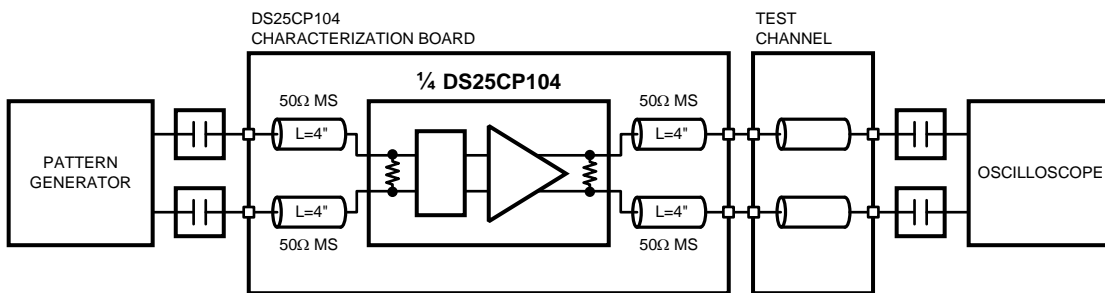 DS25CP104
CHARACTERIZATION BOARD
TEST
CHANNEL
¼ DS25CP104
50Ω MS
50Ω MS
L=4"
L=4"
PATTERN
GENERATOR
OSCILLOSCOPE
L=4"
L=4"
50Ω MS
50Ω MS